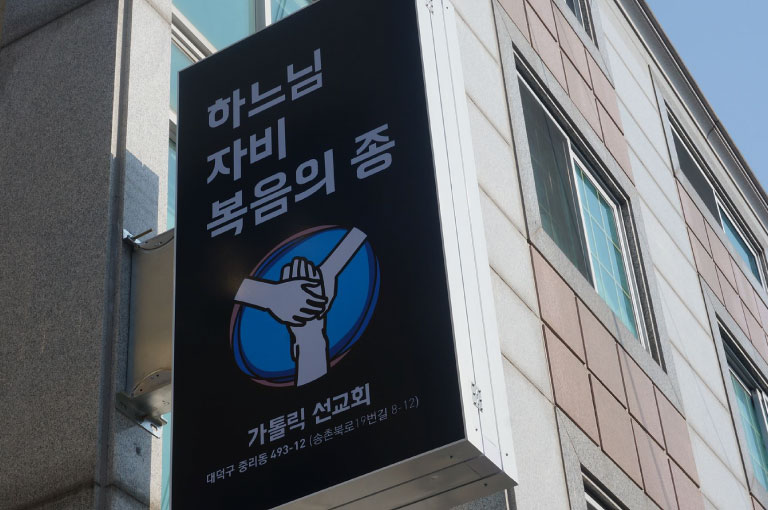 하느님
자비
복음의 종
가톨릭 선교회
대덕구 중리동 493-12 (송촌북로19번길 8-12)